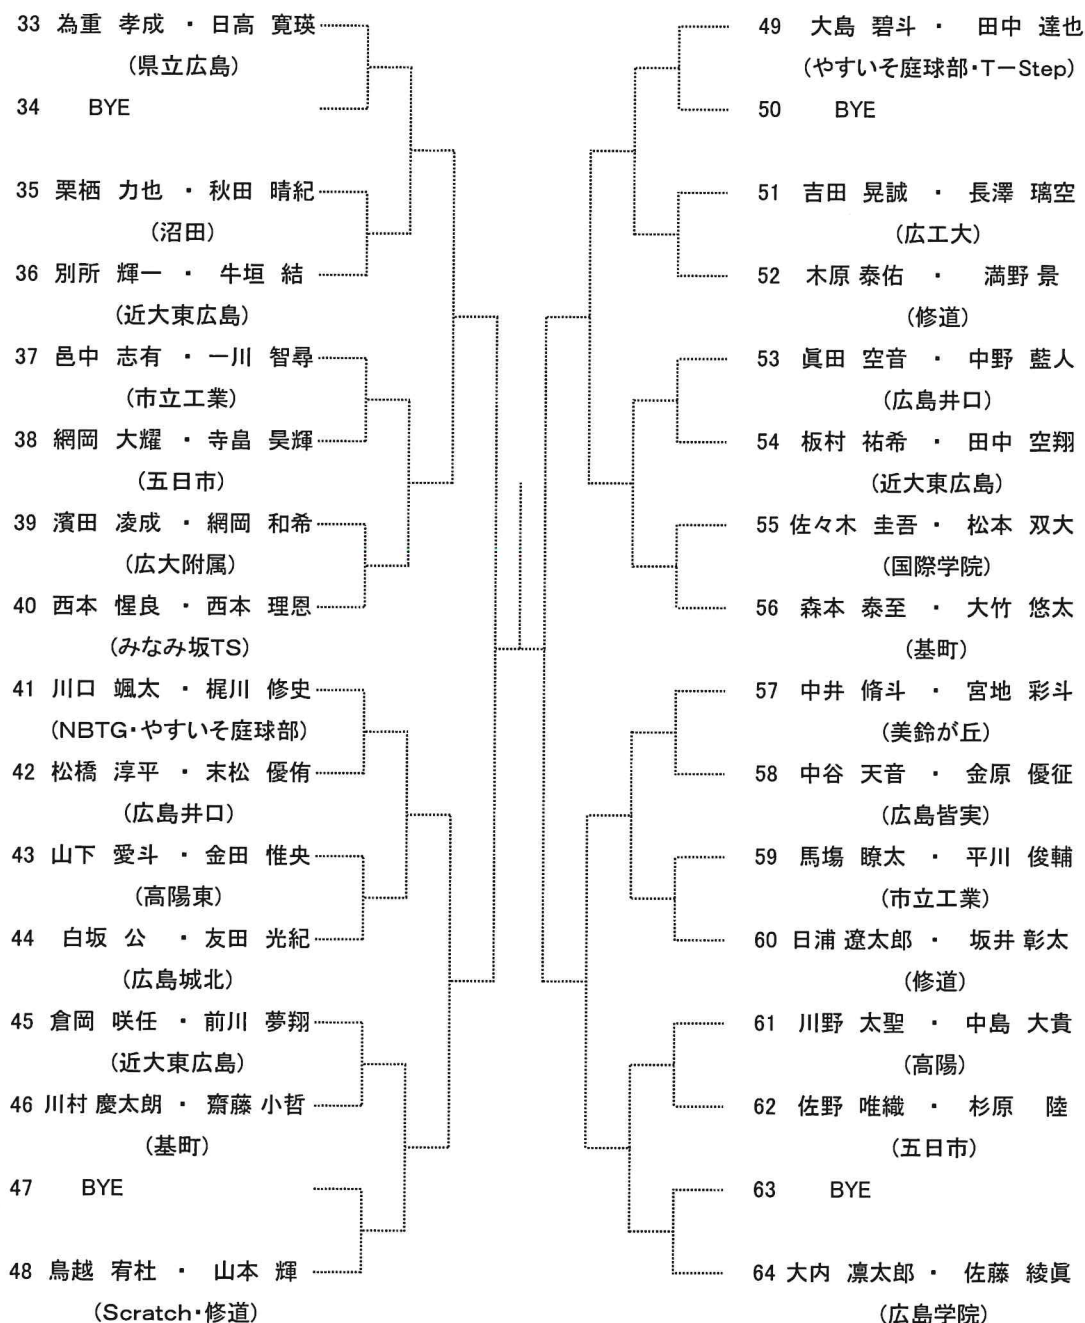 33 為重 孝成 ・ 日高 寛瑛
(県立広島)
34 BYE
35 栗栖 力也 ・ 秋田 晴紀
(沼田)
36 別所 輝一 ・ 牛垣 結
(近大東広島)
37 邑中 志有 ・ 一川 智尋
(市立工業)
38 網岡 大耀 ・ 寺畠 昊輝
(五日市)
39 濱田 凌成 ・ 網岡 和希
(広大附属)
40 西本 惺良 ・ 西本 理恩
(みなみ坂TS)
41 川口 颯太 ・ 梶川 修史
(NBTG・やすいそ庭球部)
42 松橋 淳平 ・ 末松 優侑
(広島井口)
43 山下 愛斗 ・ 金田 惟央
(高陽東)
44 白坂 公 ・ 友田 光紀
(広島城北)
45 倉岡 咲任 ・ 前川 夢翔
(近大東広島)
46 川村 慶太朗 ・ 齋藤 小哲
(基町)
47 BYE
48 鳥越 宥杜 ・ 山本 輝
(Scratch・修道)
49 大島 碧斗 ・ 田中 達也
(やすいそ庭球部・T－Step)
50 BYE
51 吉田 晃誠 ・ 長澤 璃空
(広工大)
52 木原 泰佑 ・ 満野 景
(修道)
53 眞田 空音 ・ 中野 藍人
(広島井口)
54 板村 祐希 ・ 田中 空翔
(近大東広島)
55 佐々木 圭吾 ・ 松本 双大
(国際学院)
56 森本 泰至 ・ 大竹 悠太
(基町)
57 中井 脩斗 ・ 宮地 彩斗
(美鈴が丘)
58 中谷 天音 ・ 金原 優征
(広島皆実)
59 馬塲 瞭太 ・ 平川 俊輔
(市立工業)
60 日浦 遼太郎 ・ 坂井 彰太
(修道)
61 川野 太聖 ・ 中島 大貴
(高陽)
62 佐野 唯織 ・ 杉原 陸
(五日市)
63 BYE
64 大内 凛太郎 ・ 佐藤 綾眞
(広島学院)